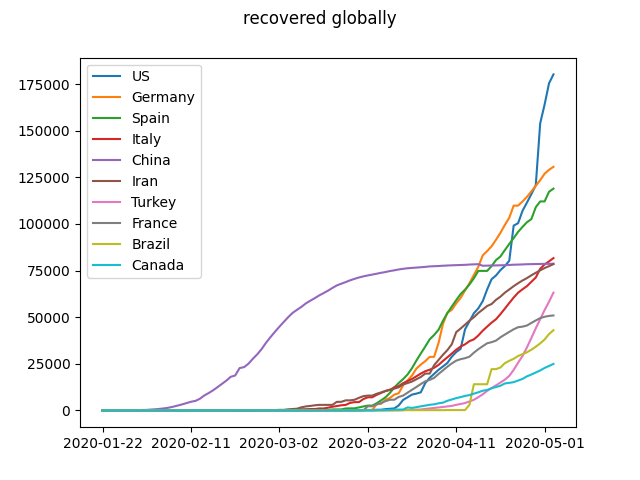 recovered globally
US
Germany
Spain
Italy
China
Iran
Turkey
France
Brazil
Canada
175000
150000
125000
100000
75000
50000
25000
0
2020-01-22 2020-02-11 2020-03-02 2020-03-22 2020-04-11 2020-05-01